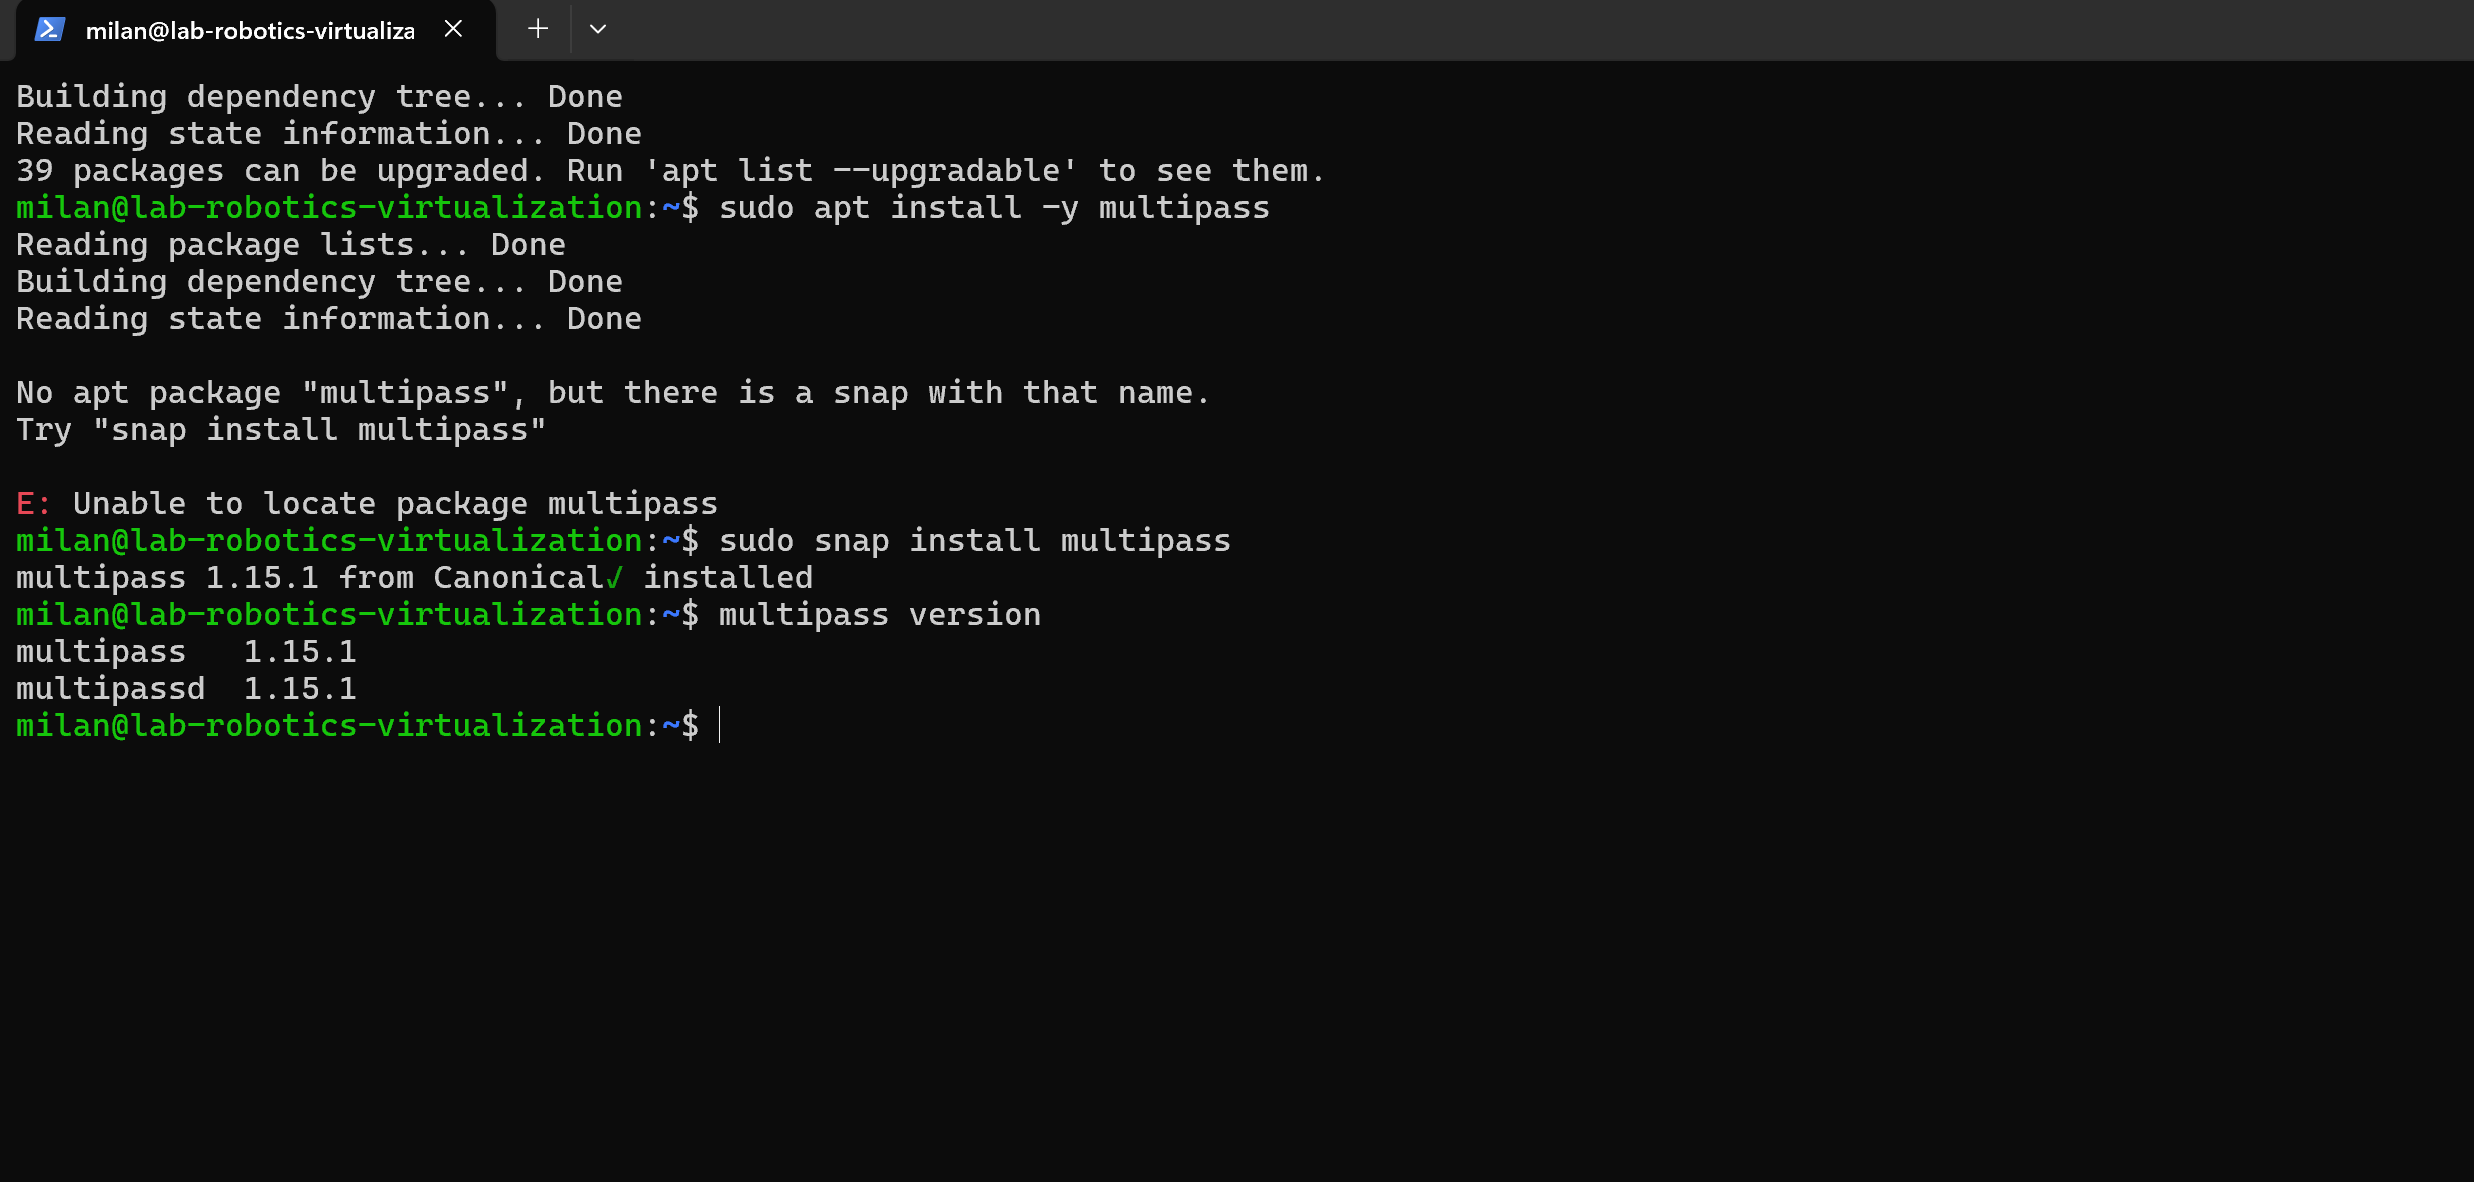 milan@lab-robotics-virtualiza
Building dependency tree... Done
Reading state information... Done
39 packages can be upgraded. Run 'apt list --upgradable' to see them.
milan@lab-robotics-virtualization:~$ sudo apt install -y multipass
Reading package lists... Done
Building dependency tree... Done
Reading state information... Done
No apt package "multipass", but there is a snap with that name.
Try "snap install multipass"
E: Unable to locate package multipass
milan@lab-robotics-virtualization:~$ sudo snap install multipass
multipass 1.15.1 from Canonical✓ installed
milan@lab-robotics-virtualization:~$ multipass version
multipass   1.15.1
multipassd  1.15.1
milan@lab-robotics-virtualization:~$